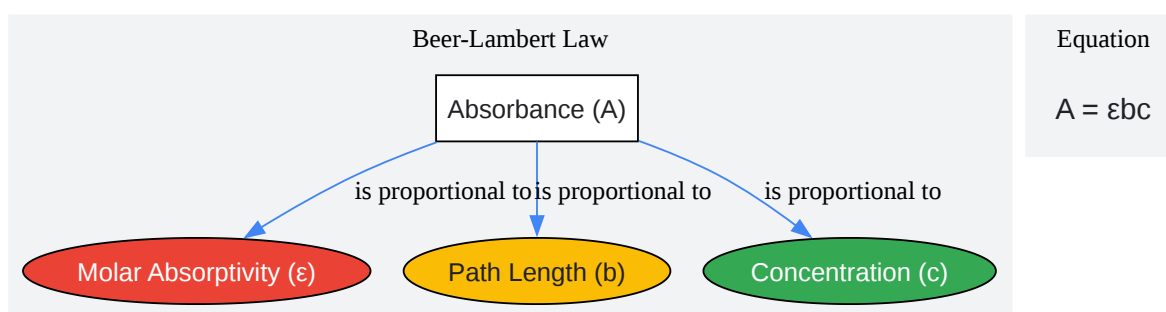 Beer-Lambert Law
Equation
Absorbance (A)
A = εbc
is proportional to
is proportional to
is proportional to
Molar Absorptivity (ε)
Path Length (b)
Concentration (c)